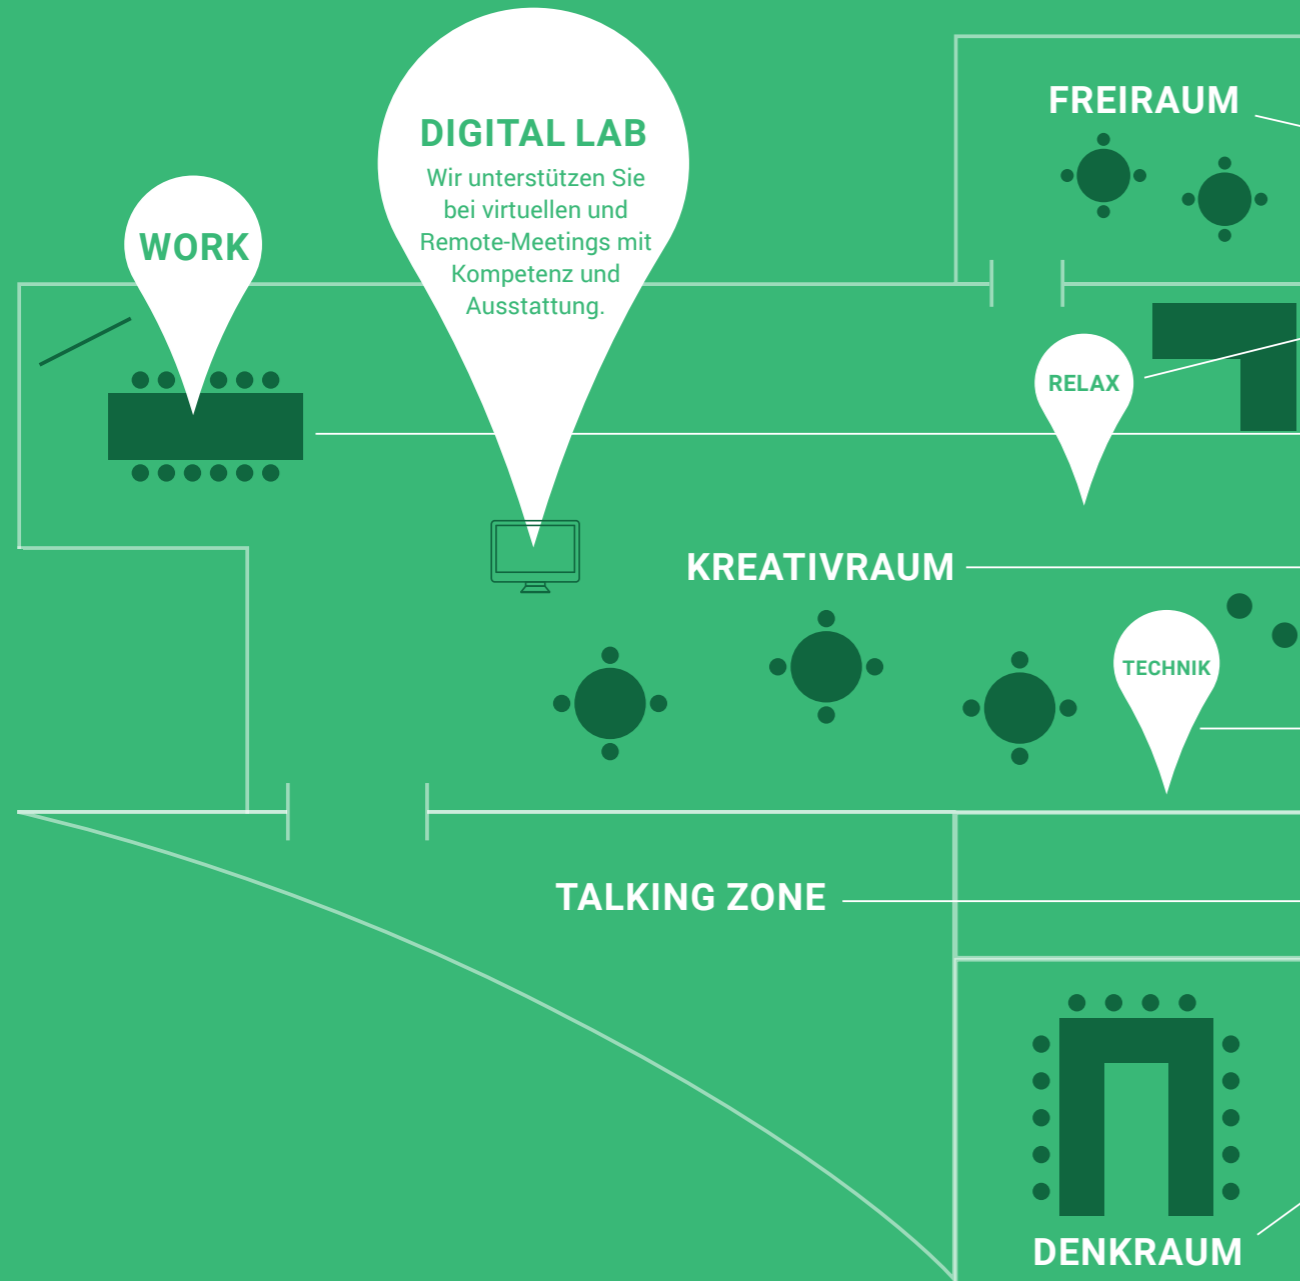 FREIRAUM
DIGITAL LAB
Wir unterstützen Sie
bei virtuellen und
Remote-Meetings mit
Kompetenz und
Ausstattung.
WORK
RELAX
KREATIVRAUM
TECHNIK
TALKING ZONE
DENKRAUM